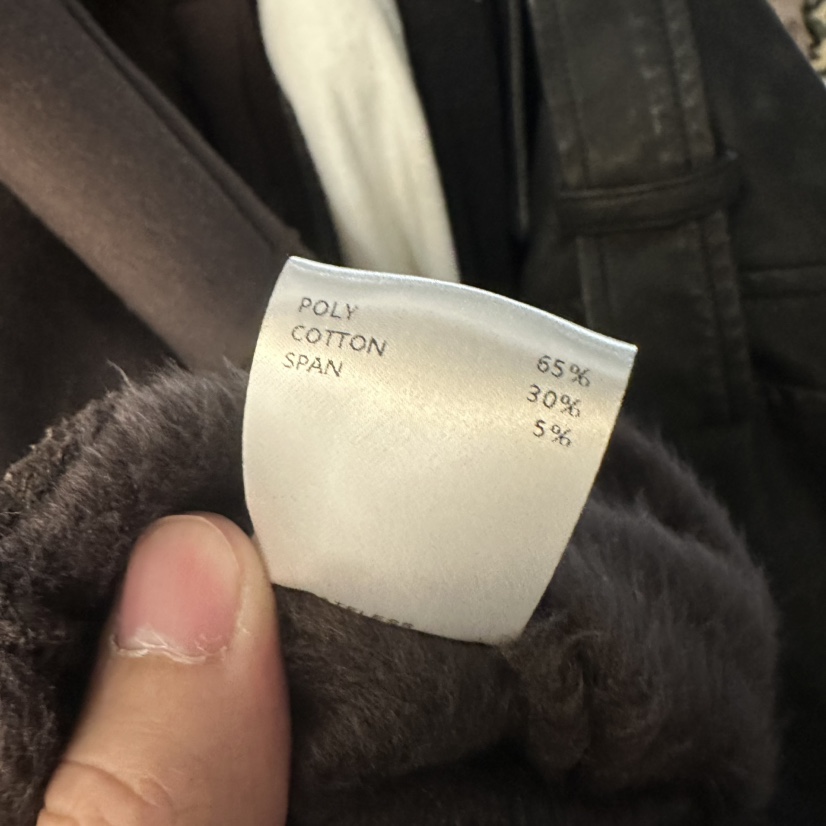 POLY 65%
COTTON 30%
SPAN 5%